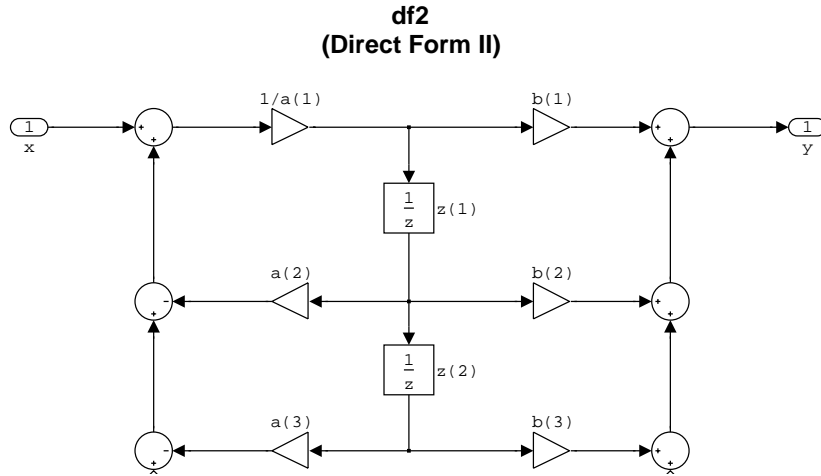 df2
(Direct Form II)
1/a(1)
b(1)
1
x
+
+
+
+
1
y
1
z
z(1)
a(2)
b(2)
-
+
+
+
1
z
z(2)
a(3)
b(3)
-
+
+
+